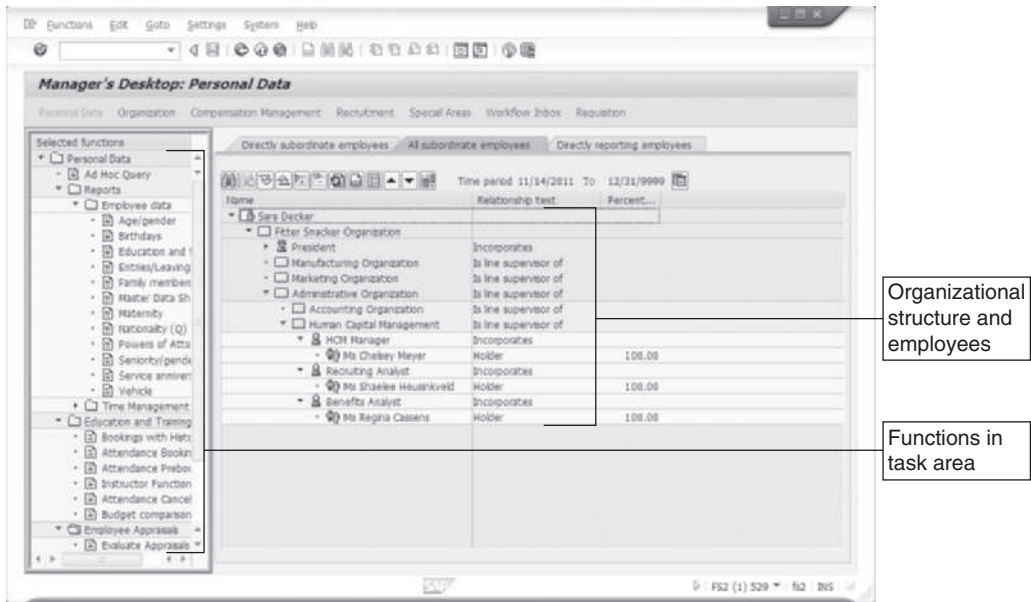 Functions Edit Goto Settings System Help
Manager's Desktop: Personal Data
Personal Data Organization Compensation Management Recruitment Special Areas Workflow Inbox Requisition
Selected functions
Personal Data
Ad Hoc Query
Reports
Employee data
Age/gender
Birthdays
Education and t
Entries/Leaving
Family member
Master Data Sh
Maternity
Nationality (Q)
Powers of Atta
Seniority/gende
Service anniver
Vehicle
Time Management
Education and Training
Bookings with Histo
Attendance Bookin
Attendance Preboo
Instructor Function
Attendance Cancel
Budget comparison
Employee Appraisals
Evaluate Appraisals
Directly subordinate employees All subordinate employees Directly reporting employees
Time period 11/14/2011 To 12/31/9999
Name Relationship text Percent...
Sara Decker
Fitter Snacker Organization
President Incorporates
Manufacturing Organization Is line supervisor of
Marketing Organization Is line supervisor of
Administrative Organization Is line supervisor of
Accounting Organization Is line supervisor of
Human Capital Management Is line supervisor of
HCM Manager Incorporates
Ms Chelsey Meyer Holder 100.00
Recruiting Analyst Incorporates
Ms Shaelee Heusinkveld Holder 100.00
Benefits Analyst Incorporates
Ms Regina Cassens Holder 100.00
Organizational
structure and
employees
Functions in
task area
SAP
FS2 (1) 529 fs2 INS